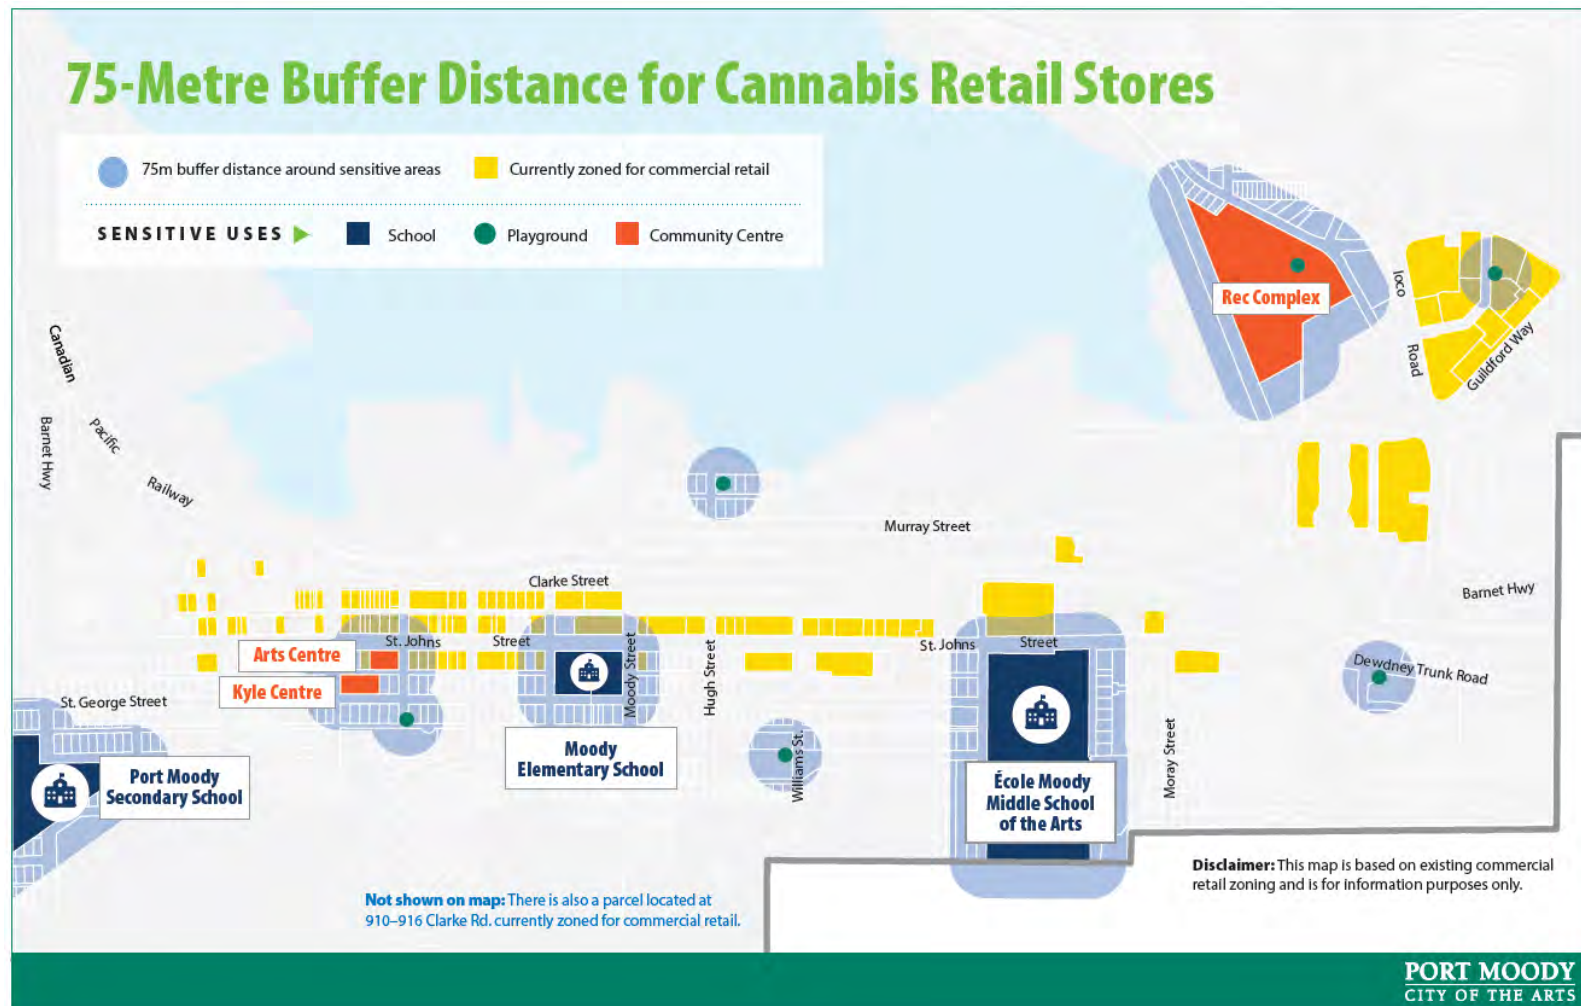 75-Metre Buffer Distance for Cannabis Retail Stores
75m buffer distance around sensitive areas
Currently zoned for commercial retail
SENSITIVE USES
School
Playground
Community Centre
Rec Complex
Ioco
Road
Guildford Way
Canadian
Pacific
Railway
Barnet Hwy
Murray Street
Clarke Street
Barnet Hwy
St. Johns
Street
St. Johns
Street
Arts Centre
Kyle Centre
Moody Street
Hugh Street
Dewdney Trunk Road
St. George Street
Moody
Elementary School
Williams St.
Moray Street
Port Moody
Secondary School
École Moody
Middle School
of the Arts
Not shown on map: There is also a parcel located at
910–916 Clarke Rd. currently zoned for commercial retail.
Disclaimer: This map is based on existing commercial
retail zoning and is for information purposes only.
PORT MOODY
CITY OF THE ARTS